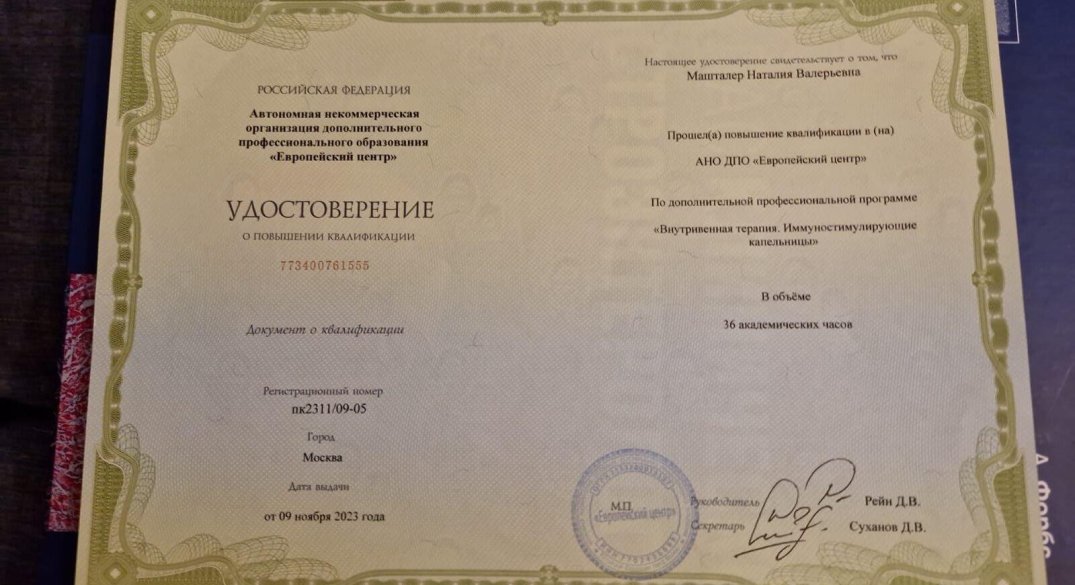 РОССИЙСКАЯ ФЕДЕРАЦИЯ
Автономная некоммерческая
организация дополнительного
профессионального образования
«Европейский центр»
УДОСТОВЕРЕНИЕ
О ПОВЫШЕНИИ КВАЛИФИКАЦИИ
773400761555
Документ о квалификации
Регистрационный номер
пк2311/09-05
Город
Москва
Дата выдачи
от 09 ноября 2023 года
Настоящее удостоверение свидетельствует о том, что
Машталер Наталия Валерьевна
Прошел(а) повышение квалификации в (на)
АНО ДПО «Европейский центр»
По дополнительной профессиональной программе
«Внутривенная терапия. Иммуностимулирующие
капельницы»
В объёме
36 академических часов
М.П.
«Европейский центр»
Руководитель
Рейн Д.В.
Секретарь
Суханов Д.В.